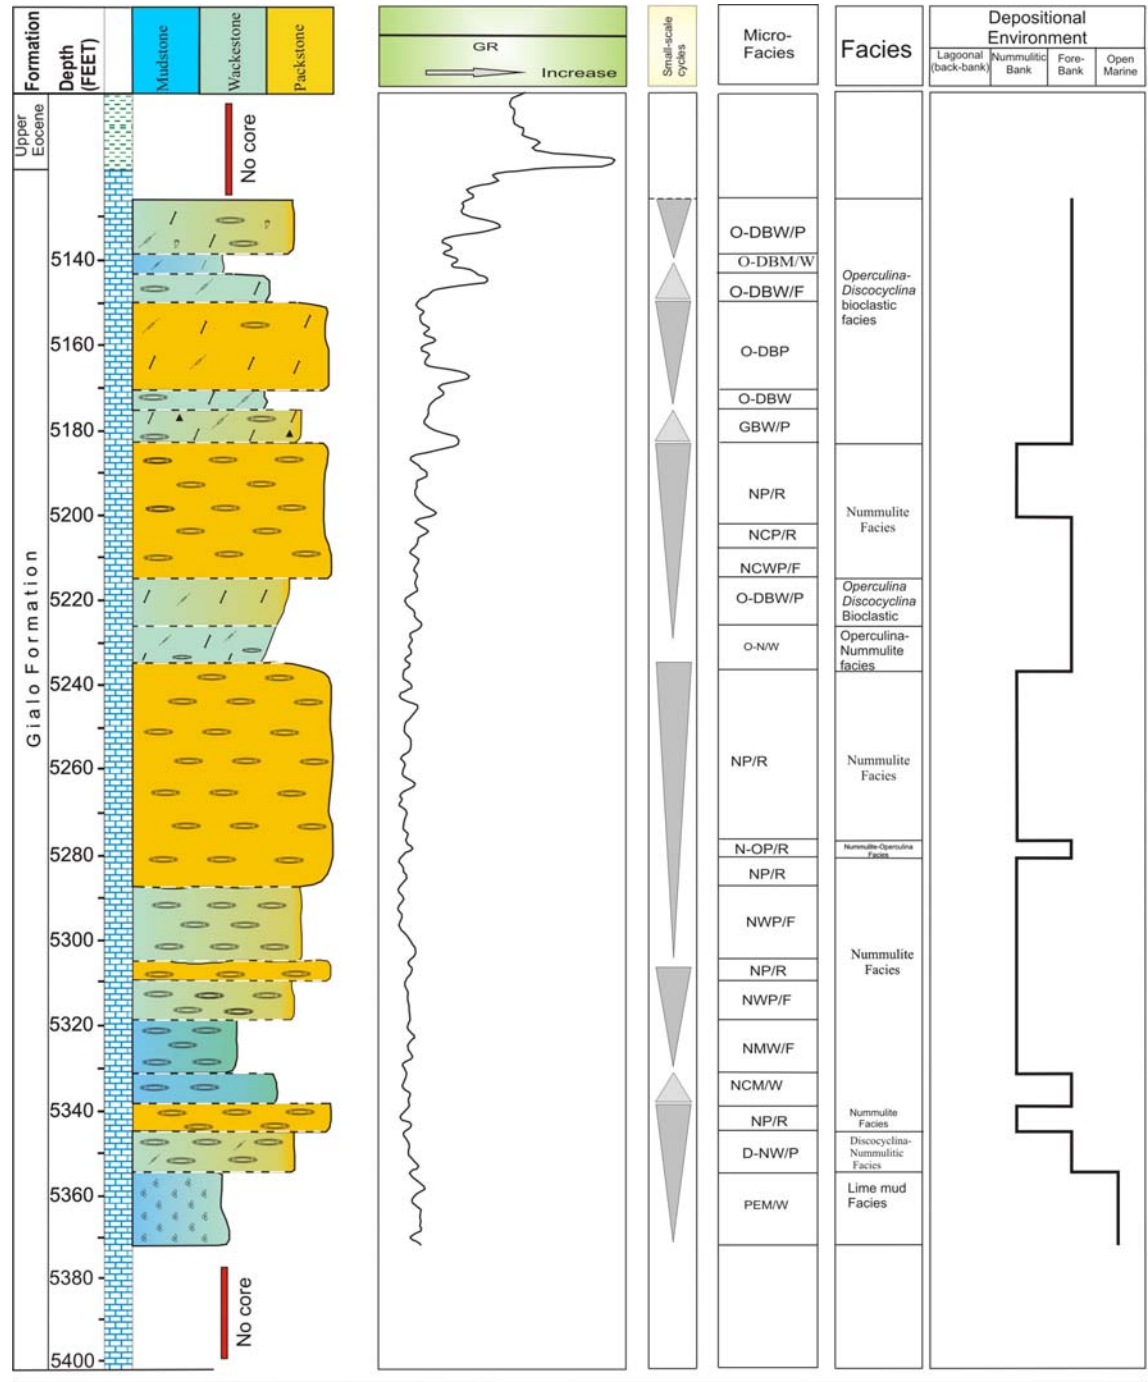 Formation
Depth
(FEET)
Mudstone
Wackestone
Packstone
GR
Increase
Small-scale
cycles
Micro-
Facies
Facies
Depositional
Environment
Lagoonal
(back-bank)
Nummulitic
Bank
Fore-
Bank
Open
Marine
Upper
Eocene
Gialo Formation
No core
5140
5160
5180
5200
5220
5240
5260
5280
5300
5320
5340
5360
5380
5400
No core
O-DBW/P
O-DBM/W
O-DBW/F
O-DBP
O-DBW
GBW/P
NP/R
NCP/R
NCWP/F
O-DBW/P
O-N/W
NP/R
N-OP/R
NP/R
NWP/F
NP/R
NWP/F
NMW/F
NCM/W
NP/R
D-NW/P
PEM/W
Operculina-
Discocyclina
bioclastic
facies
Nummulite
Facies
Operculina
Discocyclina
Bioclastic
Operculina-
Nummulite
facies
Nummulite
Facies
Nummulite-Operculina
Facies
Nummulite
Facies
Nummulite
Facies
Discocyclina-
Nummulitic
Facies
Lime mud
Facies